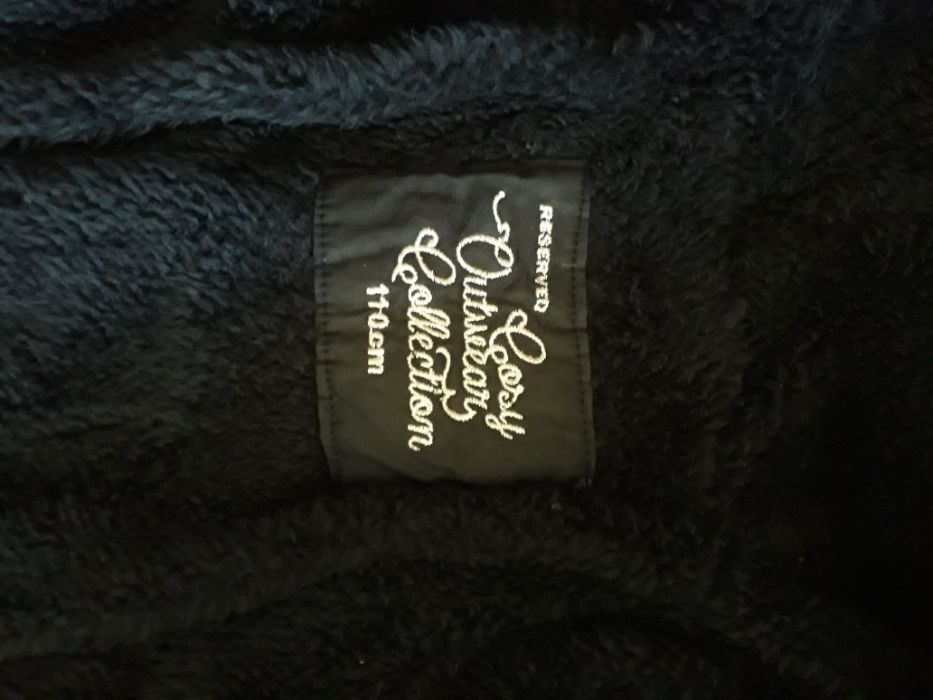 RESERVED
Cosy
Outwear
Collection
110cm